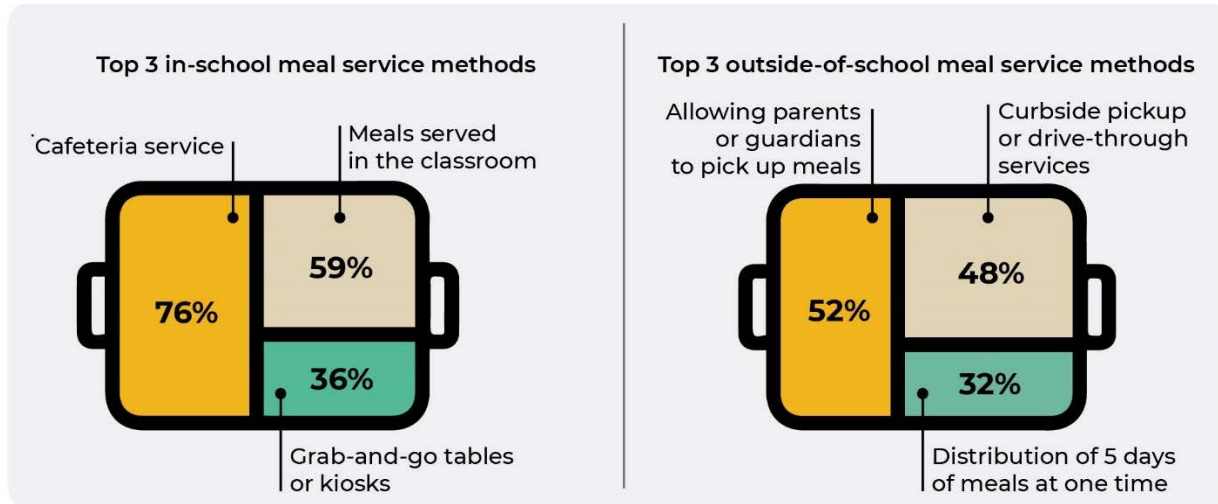 Top 3 in-school meal service methods
Cafeteria service
Meals served
in the classroom
76%
59%
36%
Grab-and-go tables
or kiosks
Top 3 outside-of-school meal service methods
Allowing parents
or guardians
to pick up meals
Curbside pickup
or drive-through
services
52%
48%
32%
Distribution of 5 days
of meals at one time